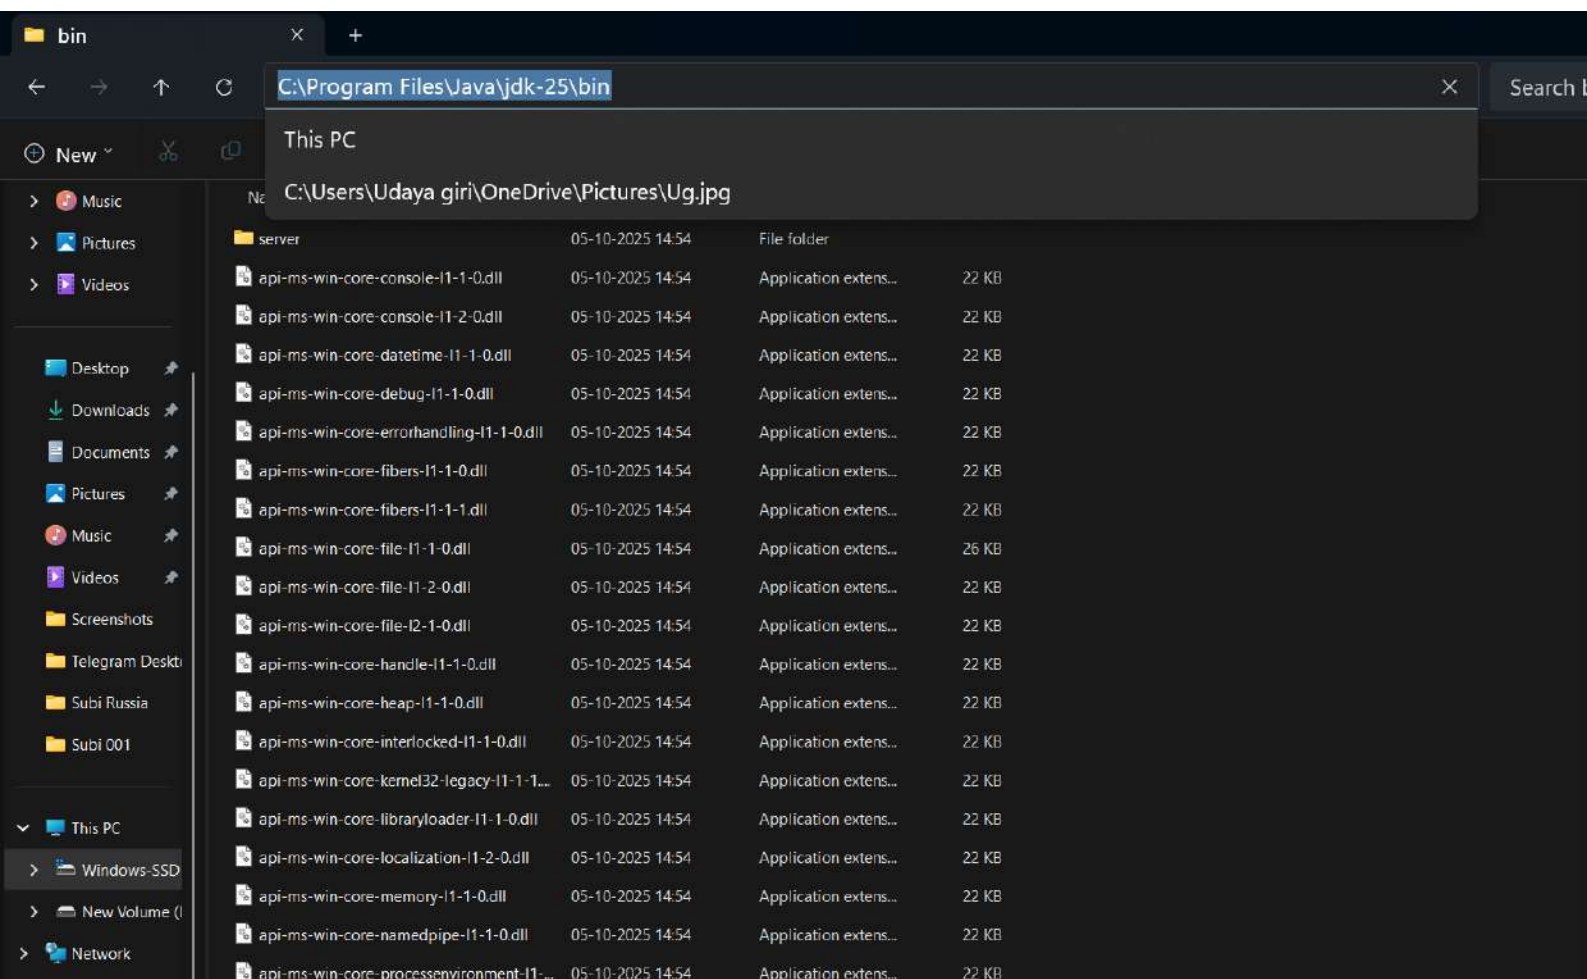 bin
C:\Program Files\Java\jdk-25\bin
Search
New
This PC
C:\Users\Udaya giri\OneDrive\Pictures\Ug.jpg
Music
Pictures
Videos
Desktop
Downloads
Documents
Pictures
Music
Videos
Screenshots
Telegram Deskt
Subi Russia
Subi 001
This PC
Windows-SSD
New Volume (
Network
Na
server 05-10-2025 14:54 File folder
api-ms-win-core-console-l1-1-0.dll 05-10-2025 14:54 Application extens... 22 KB
api-ms-win-core-console-l1-2-0.dll 05-10-2025 14:54 Application extens... 22 KB
api-ms-win-core-datetime-l1-1-0.dll 05-10-2025 14:54 Application extens... 22 KB
api-ms-win-core-debug-l1-1-0.dll 05-10-2025 14:54 Application extens... 22 KB
api-ms-win-core-errorhandling-l1-1-0.dll 05-10-2025 14:54 Application extens... 22 KB
api-ms-win-core-fibers-l1-1-0.dll 05-10-2025 14:54 Application extens... 22 KB
api-ms-win-core-fibers-l1-1-1.dll 05-10-2025 14:54 Application extens... 22 KB
api-ms-win-core-file-l1-1-0.dll 05-10-2025 14:54 Application extens... 26 KB
api-ms-win-core-file-l1-2-0.dll 05-10-2025 14:54 Application extens... 22 KB
api-ms-win-core-file-l2-1-0.dll 05-10-2025 14:54 Application extens... 22 KB
api-ms-win-core-handle-l1-1-0.dll 05-10-2025 14:54 Application extens... 22 KB
api-ms-win-core-heap-l1-1-0.dll 05-10-2025 14:54 Application extens... 22 KB
api-ms-win-core-interlocked-l1-1-0.dll 05-10-2025 14:54 Application extens... 22 KB
api-ms-win-core-kernel32-legacy-l1-1-1.... 05-10-2025 14:54 Application extens... 22 KB
api-ms-win-core-libraryloader-l1-1-0.dll 05-10-2025 14:54 Application extens... 22 KB
api-ms-win-core-localization-l1-2-0.dll 05-10-2025 14:54 Application extens... 22 KB
api-ms-win-core-memory-l1-1-0.dll 05-10-2025 14:54 Application extens... 22 KB
api-ms-win-core-namedpipe-l1-1-0.dll 05-10-2025 14:54 Application extens... 22 KB
api-ms-win-core-processenvironment-l1-... 05-10-2025 14:54 Application extens... 22 KB